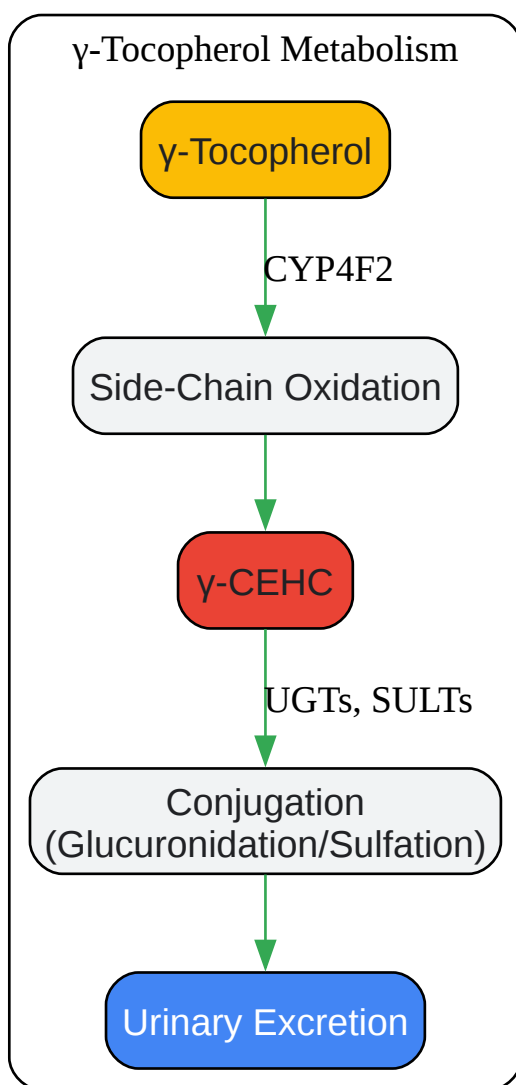 γ-Tocopherol Metabolism
γ-Tocopherol
CYP4F2
Side-Chain Oxidation
γ-CEHC
UGTs, SULTs
Conjugation
(Glucuronidation/Sulfation)
Urinary Excretion